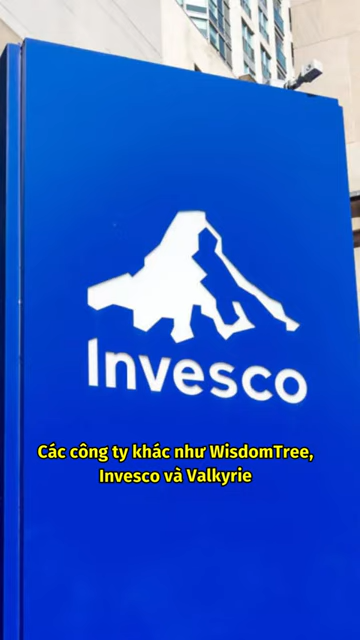 Invesco
Các công ty khác như WisdomTree,
Invesco và Valkyrie